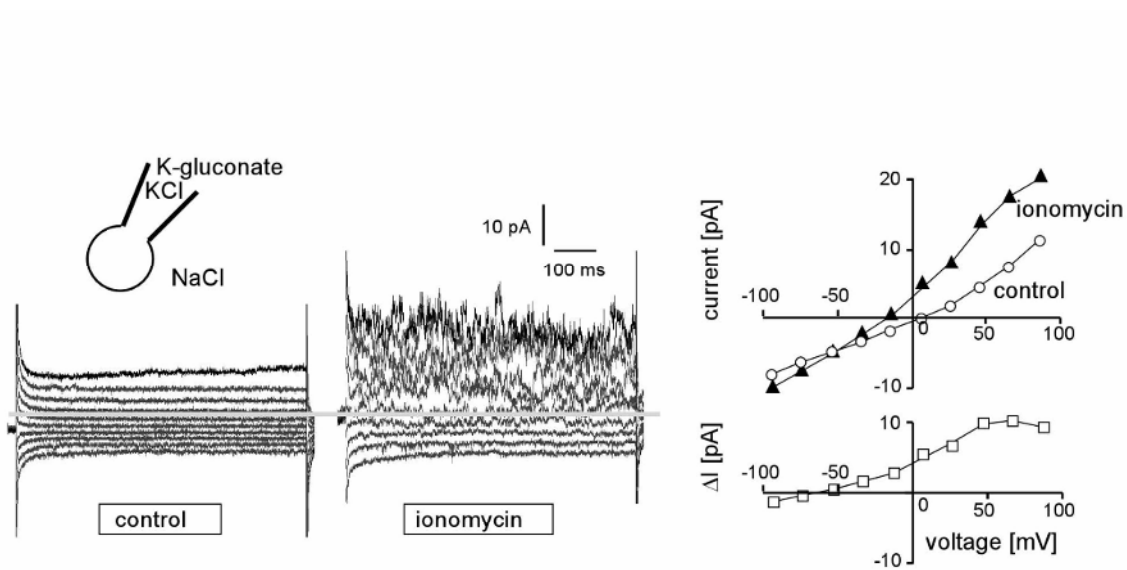 K-gluconate
KCl
NaCl
10 pA
100 ms
control
ionomycin
current [pA]
20
10
-10
-100
-50
0
50
100
ionomycin
control
ΔI [pA]
10
-10
-100
-50
0
50
100
voltage [mV]